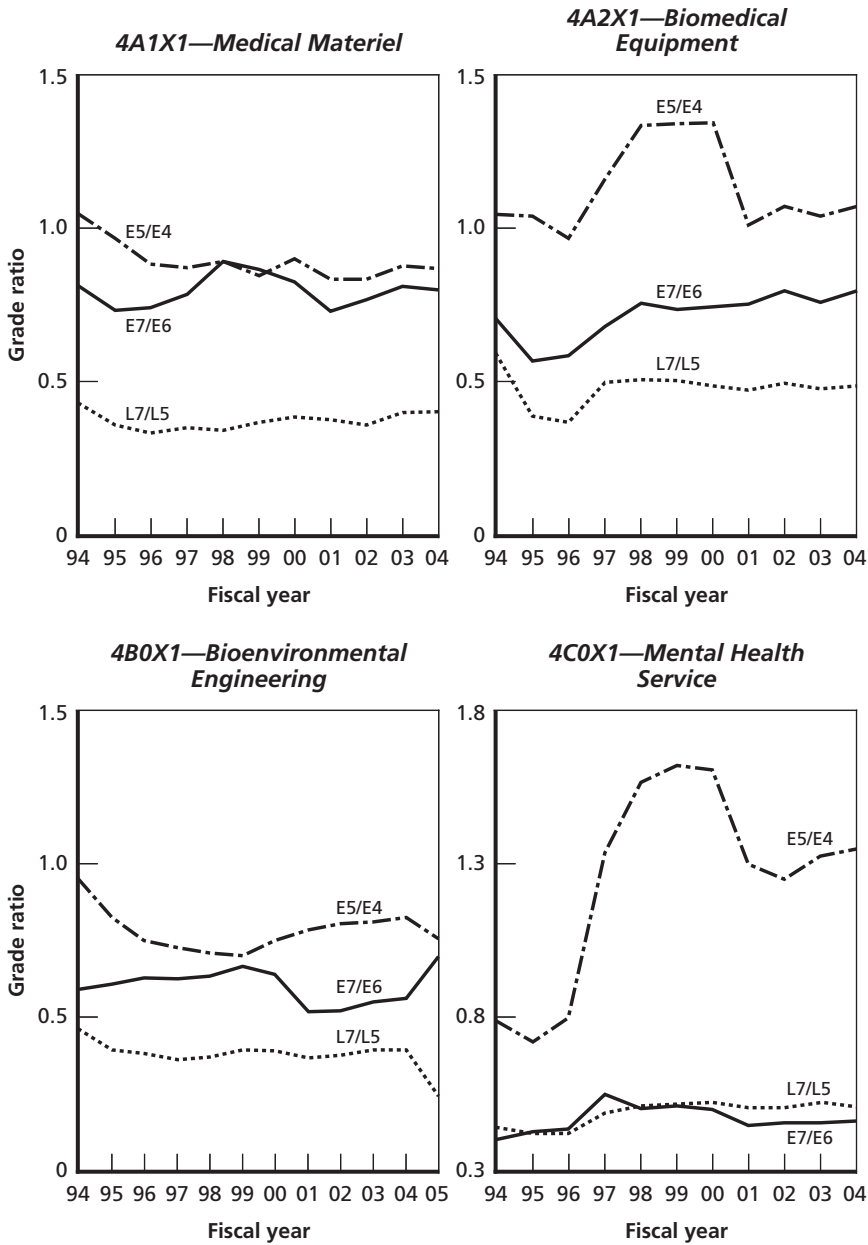 4A1X1—Medical Materiel
Grade ratio
1.5
1.0
0.5
0
E5/E4
E7/E6
L7/L5
94 95 96 97 98 99 00 01 02 03 04
Fiscal year
4A2X1—Biomedical
Equipment
1.5
1.0
0.5
0
E5/E4
E7/E6
L7/L5
94 95 96 97 98 99 00 01 02 03 04
Fiscal year
4B0X1—Bioenvironmental
Engineering
Grade ratio
1.5
1.0
0.5
0
E5/E4
E7/E6
L7/L5
94 95 96 97 98 99 00 01 02 03 04 05
Fiscal year
4C0X1—Mental Health
Service
1.8
1.3
0.8
0.3
E5/E4
L7/L5
E7/E6
94 95 96 97 98 99 00 01 02 03 04
Fiscal year